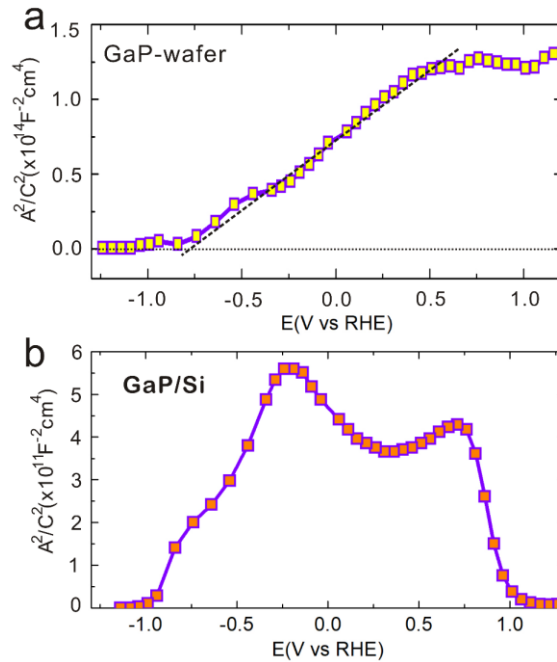 a
GaP-wafer
A²/C²(x10¹⁴F⁻²cm⁴)
1.5
1.0
0.5
0.0
-1.0 -0.5 0.0 0.5 1.0
E(V vs RHE)
b
GaP/Si
A²/C²(x10¹¹F⁻²cm⁴)
6
5
4
3
2
1
0
-1.0 -0.5 0.0 0.5 1.0
E(V vs RHE)